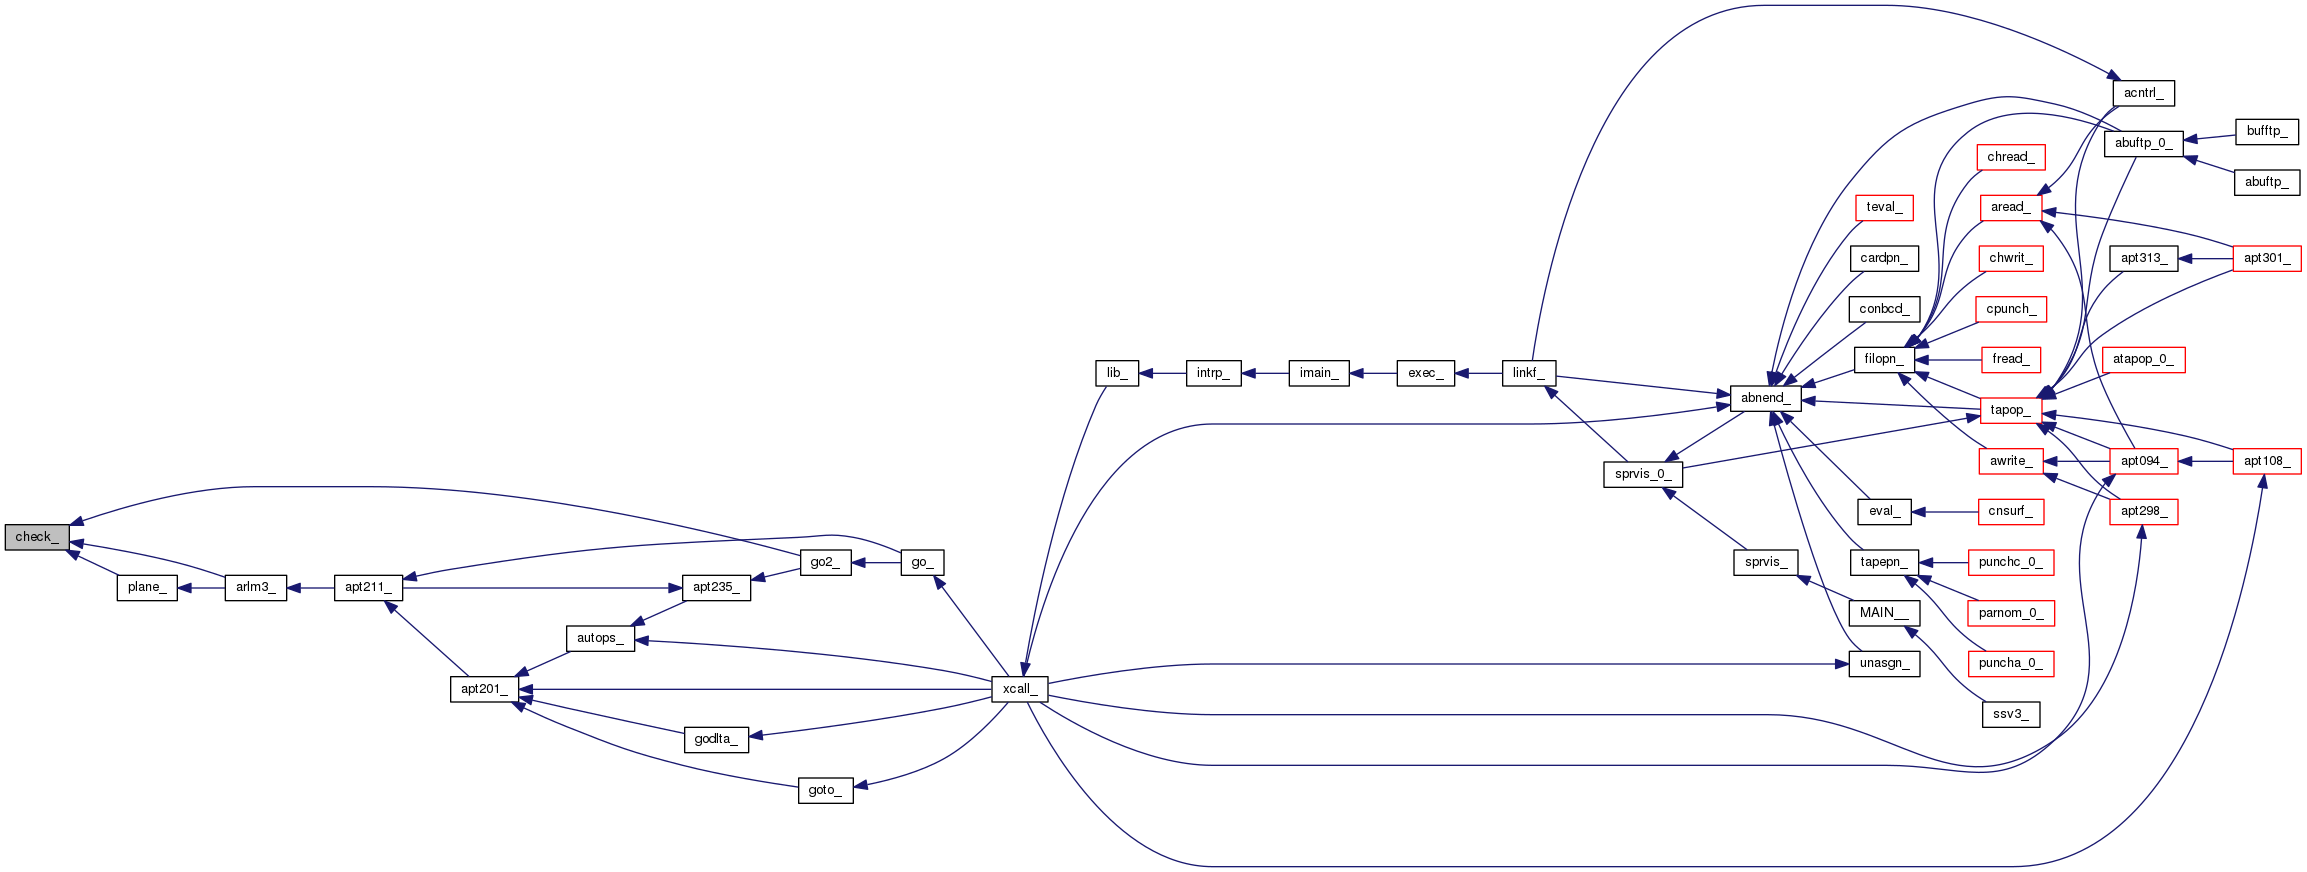 check_
plane_
arlm3_
apt211_
apt201_
autops_
apt235_
godlta_
goto_
go2_
go_
xcall_
lib_
intrp_
imain_
exec_
linkf_
sprvis_0_
abnend_
sprvis_
teval_
cardpn_
conbcd_
filopn_
eval_
tapepn_
MAIN__
unasgn_
chread_
aread_
chwrit_
cpunch_
fread_
tapop_
awrite_
cnsurf_
punchc_0_
parnom_0_
puncha_0_
ssv3_
acntrl_
abuftp_0_
apt313_
atapop_0_
apt094_
apt298_
bufftp_
abuftp_
apt301_
apt108_